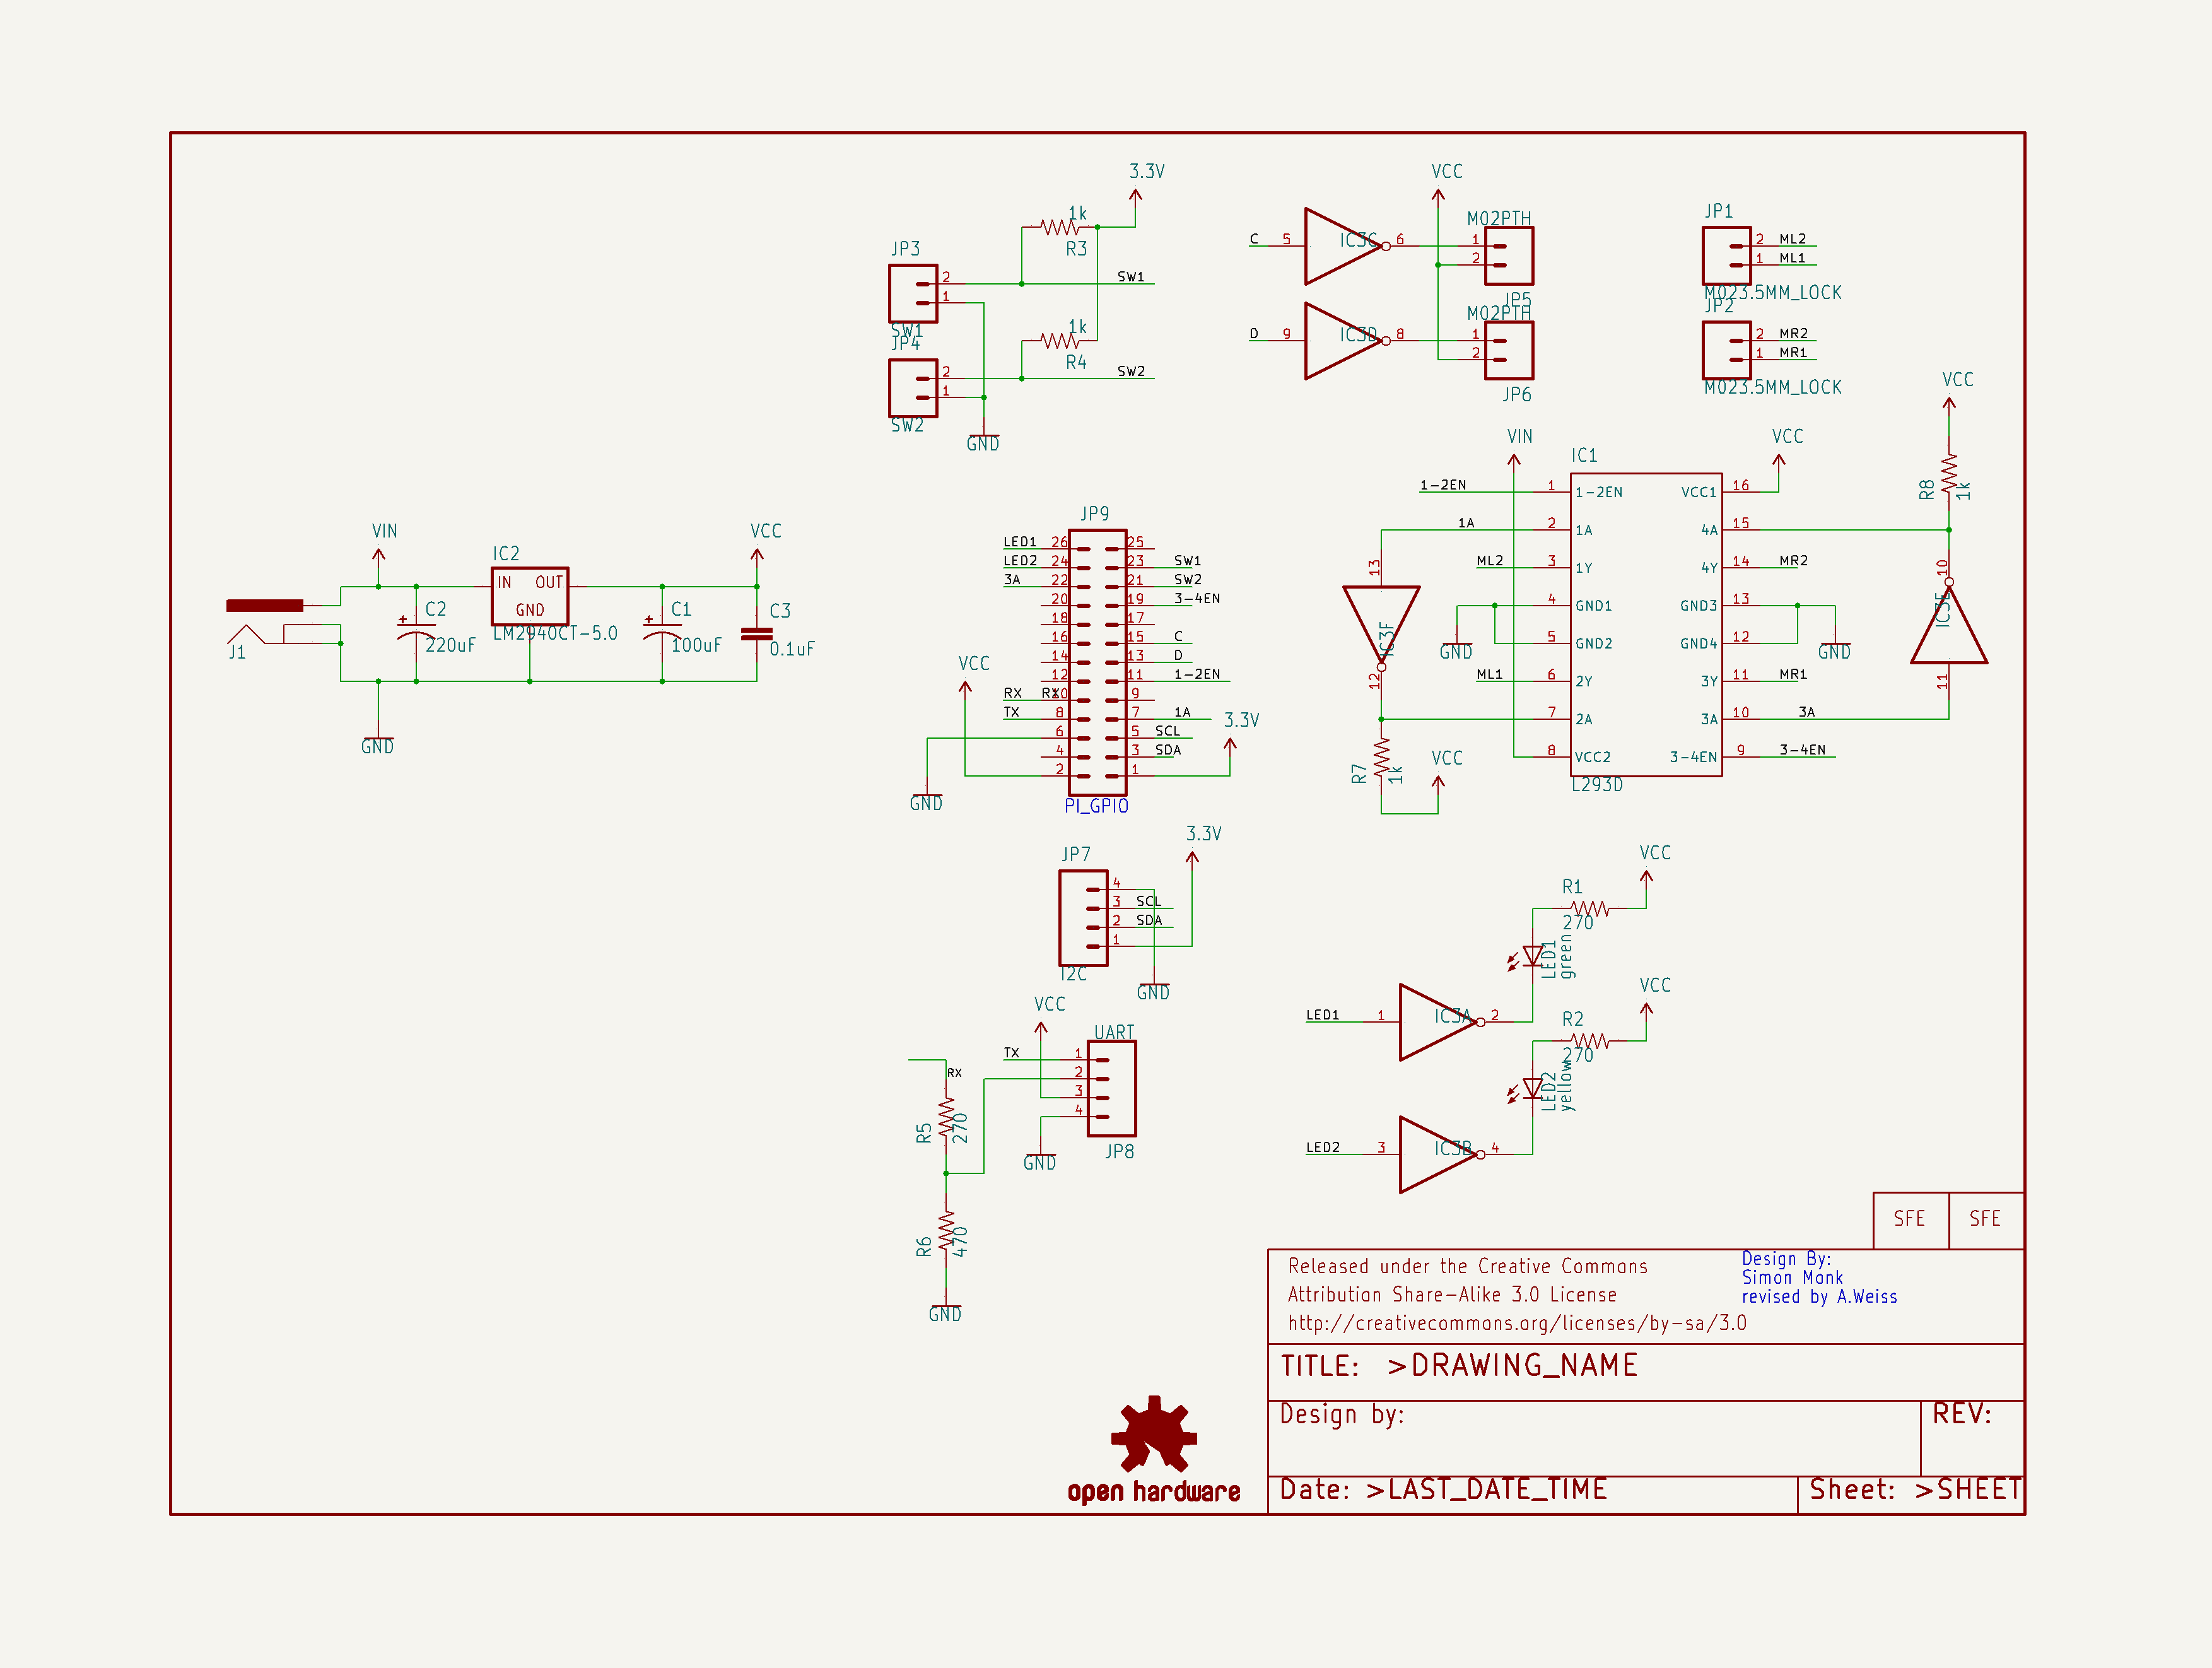 3.3V
1k
R3
JP3
2
1
SW1
SW1
JP4
1k
R4
2
1
SW2
SW2
GND
VCC
M02PTH
C
5
IC3C
6
1
2
JP5
M02PTH
D
9
IC3D
8
1
2
JP6
JP1
2
ML2
1
ML1
M023.5MM_LOCK
JP2
2
MR2
1
MR1
M023.5MM_LOCK
VIN
VCC
IC2
IN
OUT
GND
LM2940CT-5.0
J1
C2
220uF
C1
100uF
C3
0.1uF
GND
JP9
LED1
26
25
LED2
24
23
SW1
3A
22
21
SW2
20
19
3-4EN
18
17
16
15
C
14
13
D
12
11
1-2EN
RX
RX
10
9
TX
8
7
1A
6
5
SCL
4
3
SDA
2
1
VCC
GND
3.3V
PI_GPIO
VIN
IC1
VCC
VCC
1-2EN
1
1-2EN
VCC1
16
1A
2
1A
4A
15
ML2
3
1Y
4Y
14
MR2
4
GND1
GND3
13
5
GND2
GND4
12
GND
GND
ML1
6
2Y
3Y
11
MR1
7
2A
3A
10
3A
8
VCC2
3-4EN
9
3-4EN
L293D
13
IC3F
12
R7
1k
VCC
R8
1k
10
IC3E
11
JP7
3.3V
4
3
SCL
2
SDA
1
I2C
GND
VCC
UART
TX
1
2
3
4
JP8
GND
RX
R5
270
R6
470
GND
VCC
R1
270
LED1
green
LED1
1
IC3A
2
VCC
R2
270
LED2
yellow
LED2
3
IC3B
4
SFE
SFE
Released under the Creative Commons
Attribution Share-Alike 3.0 License
http://creativecommons.org/licenses/by-sa/3.0
Design By:
Simon Monk
revised by A.Weiss
TITLE: >DRAWING_NAME
Design by:
REV:
Date: >LAST_DATE_TIME
Sheet: >SHEET
open hardware